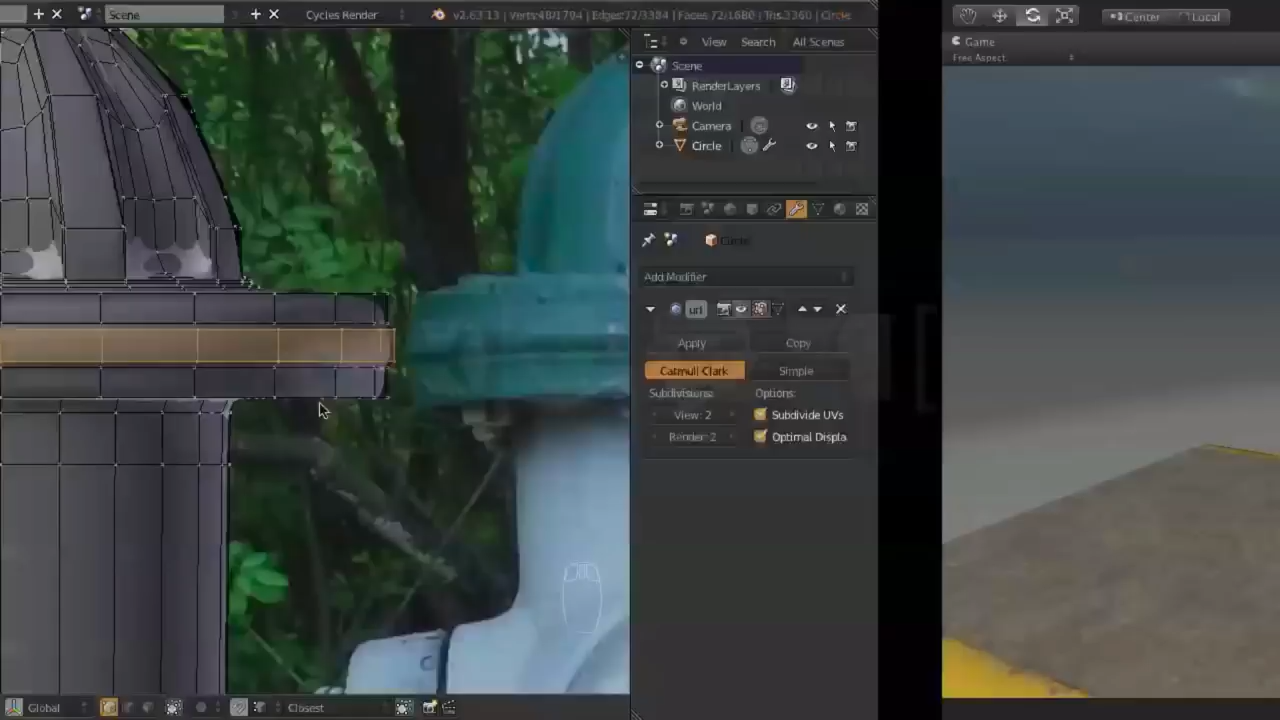 Scene
Cycles Render
v2.63.13 | Verts:48/1794 | Edges:72/3384 | Faces:72/1680 | Tris:3360 | Circle
Center
Local
View
Search
All Scenes
Game
Free Aspect
Scene
RenderLayers
World
Camera
Circle
Circle
Add Modifier
Apply
Copy
Catmull Clark
Simple
Subdivisions:
Options:
View: 2
Subdivide UVs
Render: 2
Optimal Displa
Global
Closest